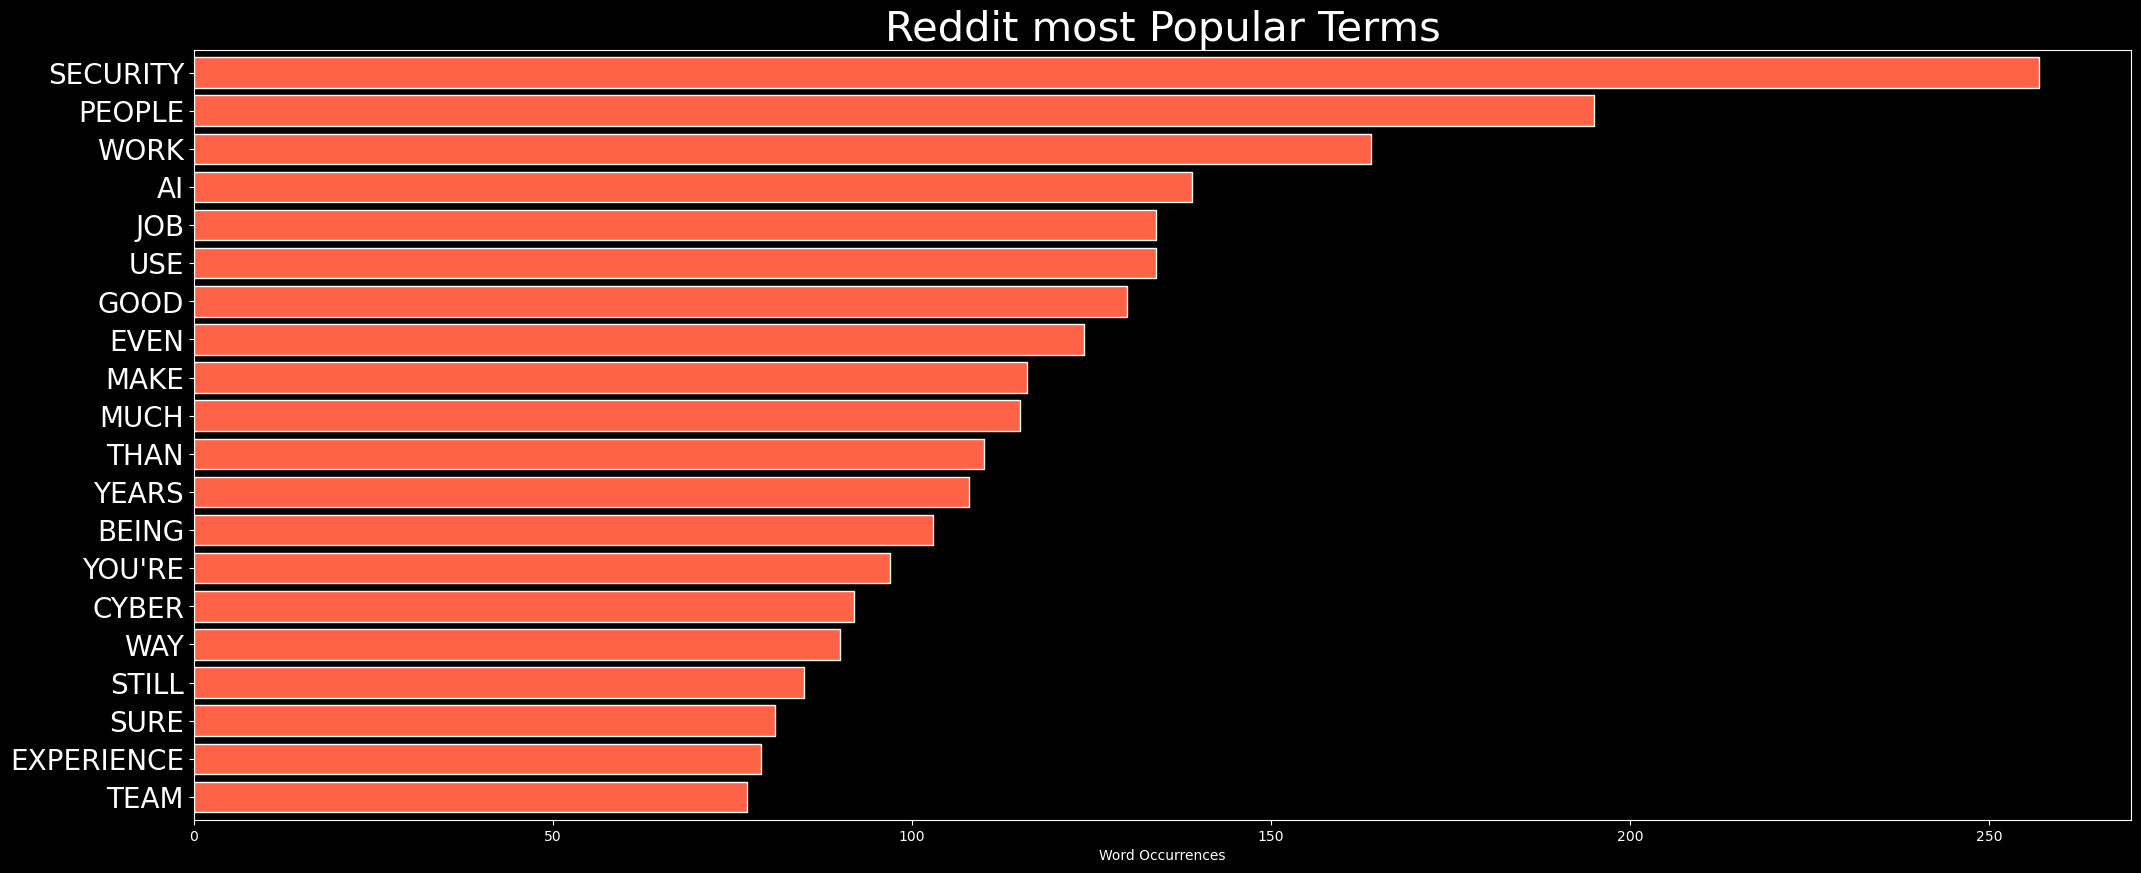 Reddit most Popular Terms
SECURITY
PEOPLE
WORK
AI
JOB
USE
GOOD
EVEN
MAKE
MUCH
THAN
YEARS
BEING
YOU'RE
CYBER
WAY
STILL
SURE
EXPERIENCE
TEAM
0 50 100 150 200 250
Word Occurrences